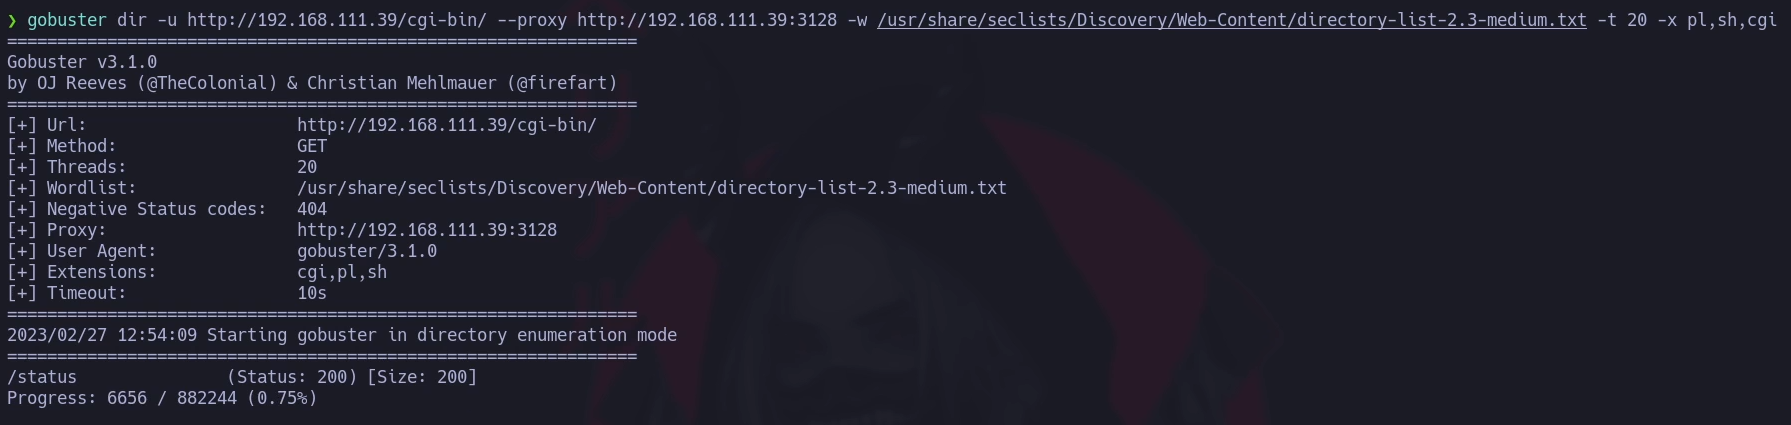 ❯ gobuster dir -u http://192.168.111.39/cgi-bin/ --proxy http://192.168.111.39:3128 -w /usr/share/seclists/Discovery/Web-Content/directory-list-2.3-medium.txt -t 20 -x pl,sh,cgi
===============================================================
Gobuster v3.1.0
by OJ Reeves (@TheColonial) & Christian Mehlmauer (@firefart)
===============================================================
[+] Url:                     http://192.168.111.39/cgi-bin/
[+] Method:                  GET
[+] Threads:                 20
[+] Wordlist:                /usr/share/seclists/Discovery/Web-Content/directory-list-2.3-medium.txt
[+] Negative Status codes:   404
[+] Proxy:                   http://192.168.111.39:3128
[+] User Agent:              gobuster/3.1.0
[+] Extensions:              cgi,pl,sh
[+] Timeout:                 10s
===============================================================
2023/02/27 12:54:09 Starting gobuster in directory enumeration mode
===============================================================
/status               (Status: 200) [Size: 200]
Progress: 6656 / 882244 (0.75%)